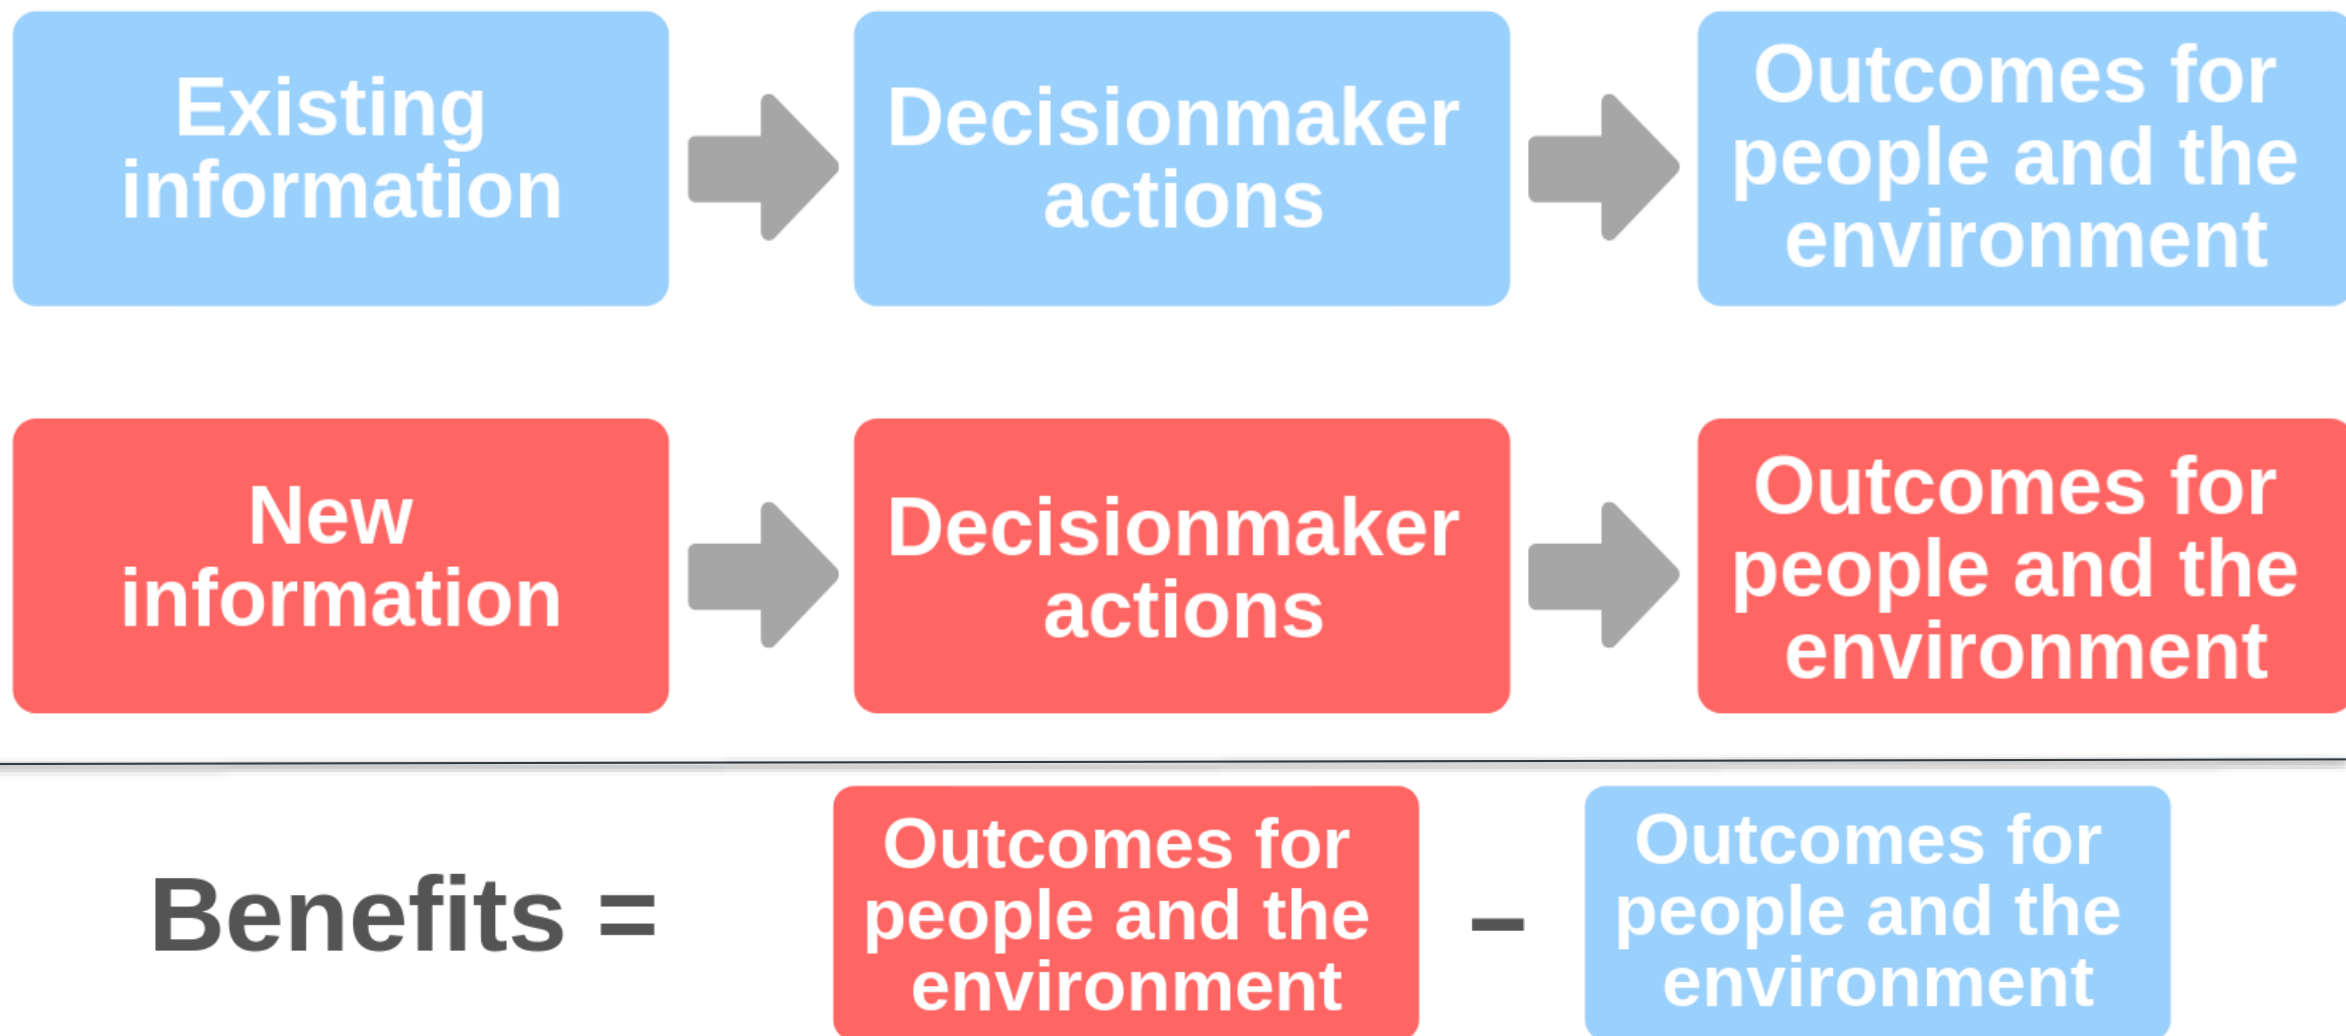 Existing
information
Decisionmaker
actions
Outcomes for
people and the
environment
New
information
Decisionmaker
actions
Outcomes for
people and the
environment
Benefits =
Outcomes for
people and the
environment
–
Outcomes for
people and the
environment